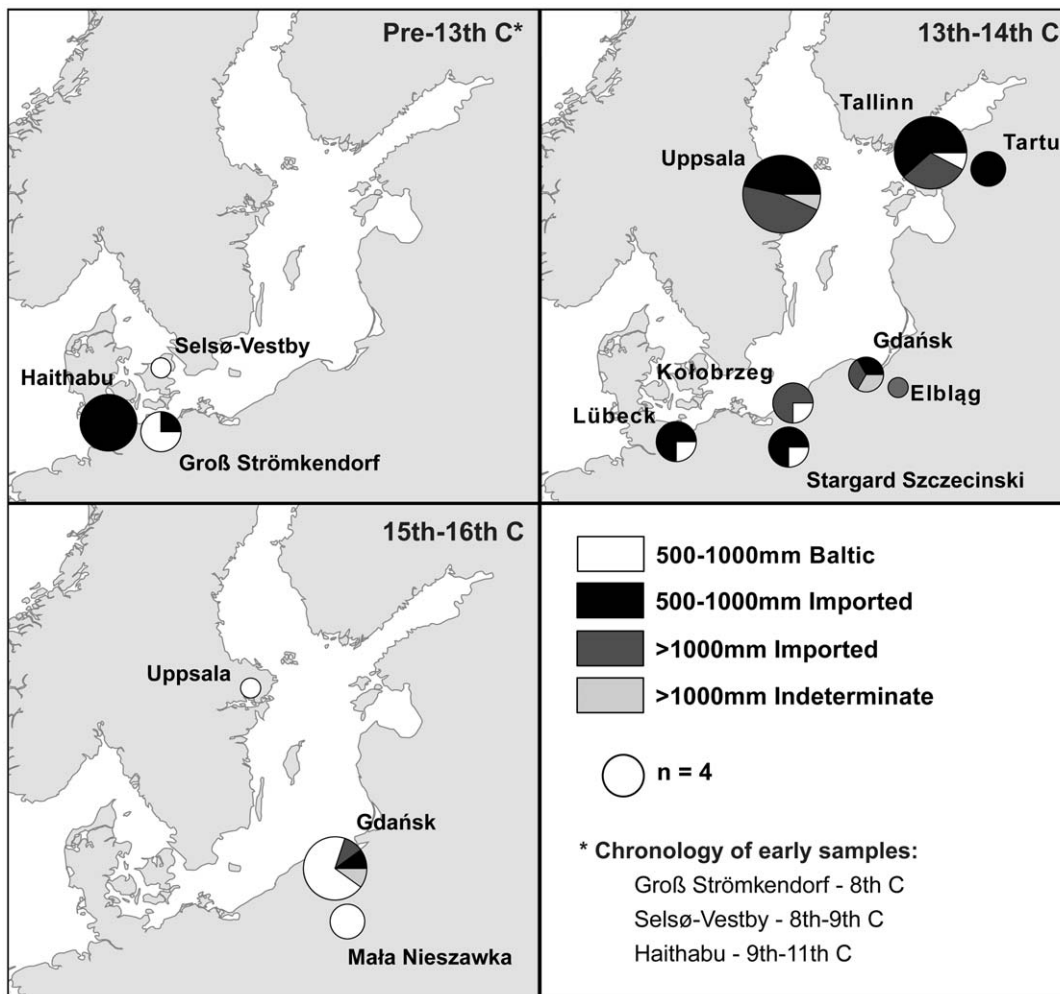 Pre-13th C*
Selsø-Vestby
Haithabu
Groß Strömkendorf
13th-14th C
Tallinn
Tartu
Uppsala
Gdańsk
Kołobrzeg
Elbląg
Lübeck
Stargard Szczecinski
15th-16th C
Uppsala
Gdańsk
Mała Nieszawka
500-1000mm Baltic
500-1000mm Imported
>1000mm Imported
>1000mm Indeterminate
n = 4
* Chronology of early samples:
Groß Strömkendorf - 8th C
Selsø-Vestby - 8th-9th C
Haithabu - 9th-11th C